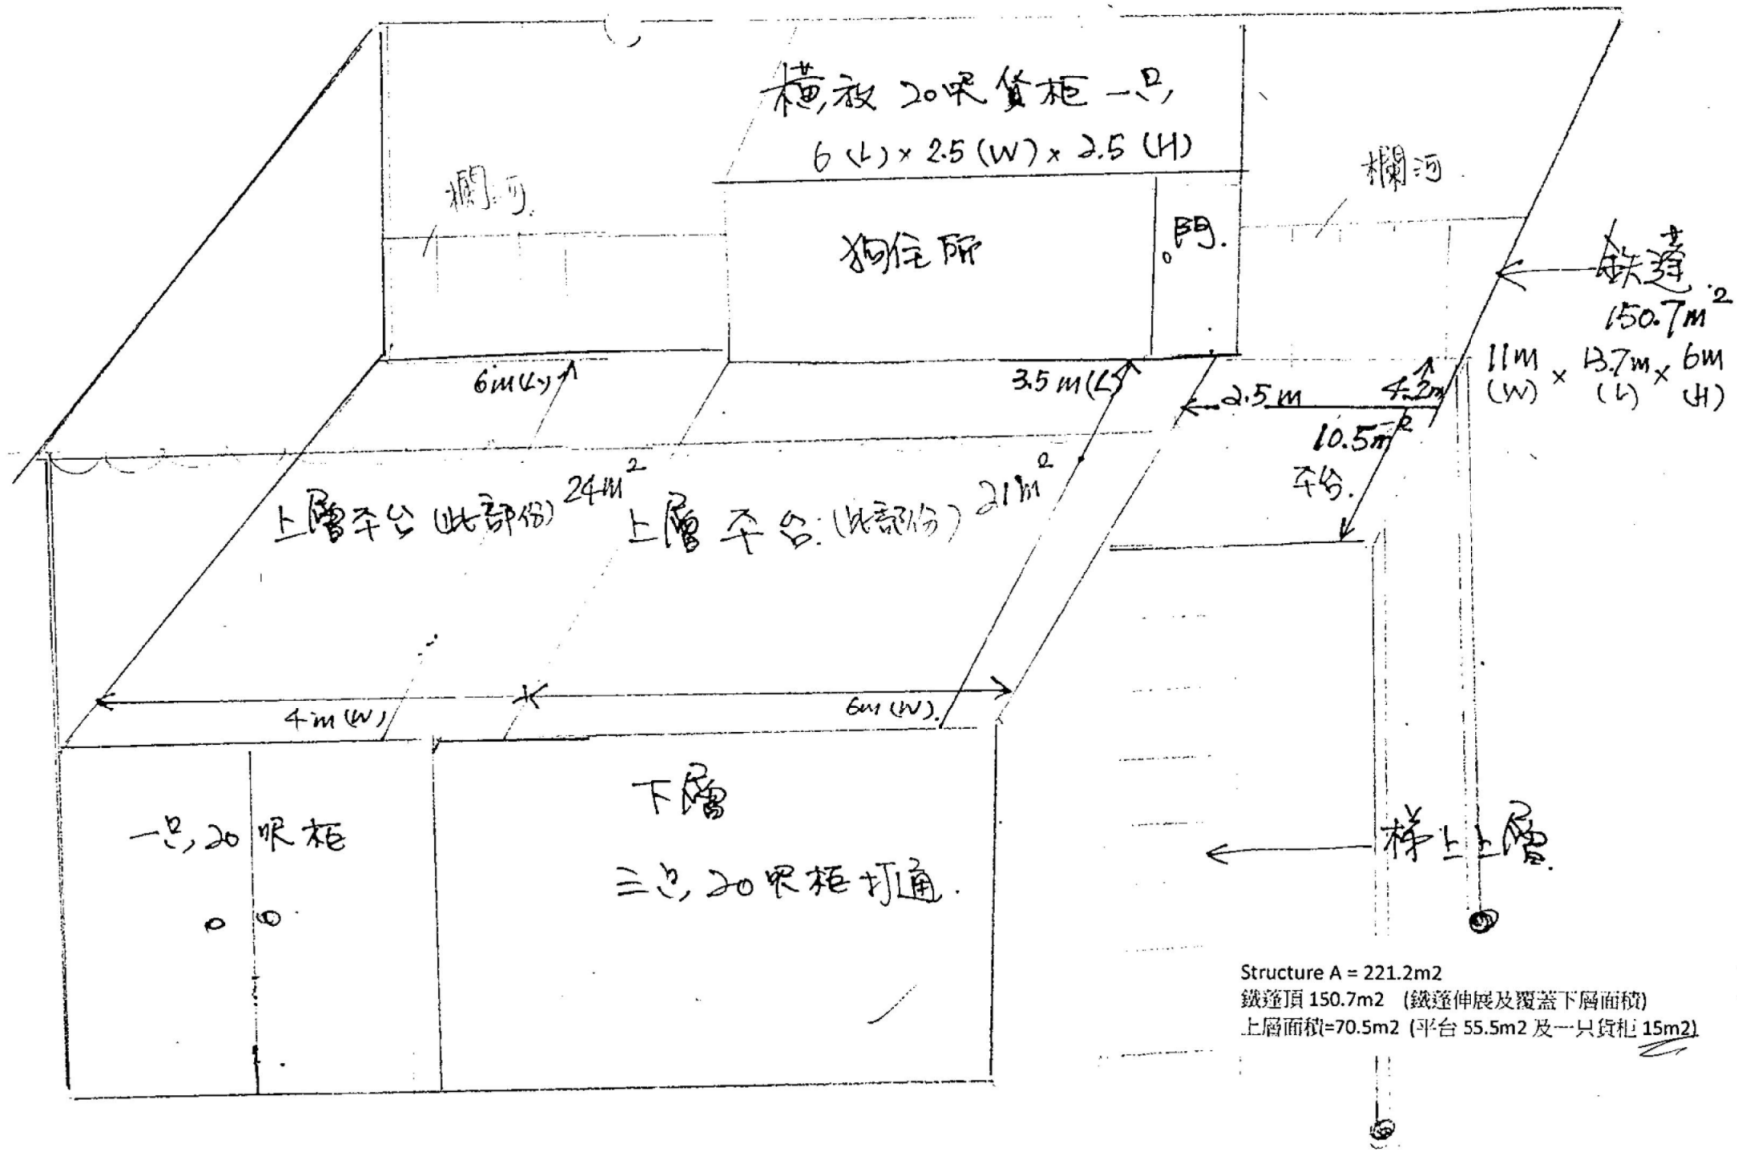 橫放 20呎貨柜一只
6 (L) × 2.5 (W) × 2.5 (H)
欄河
欄河
狗住所
門
鉄蓬
150.7m²
11m × 13.7m × 6m
(W) (L) (H)
6m(L)
3.5m(L)
2.5m
4.2m
10.5m²
平台
上層平台(此部份) 24m²
上層平台:(此部份) 21m²
4m(W)
6m(W)
下層
一只20呎柜
三只20呎柜打通.
梯上上層
Structure A = 221.2m2
鐵蓬頂 150.7m2 (鐵蓬伸展及覆蓋下層面積)
上層面積=70.5m2 (平台 55.5m2 及一只貨柜 15m2)